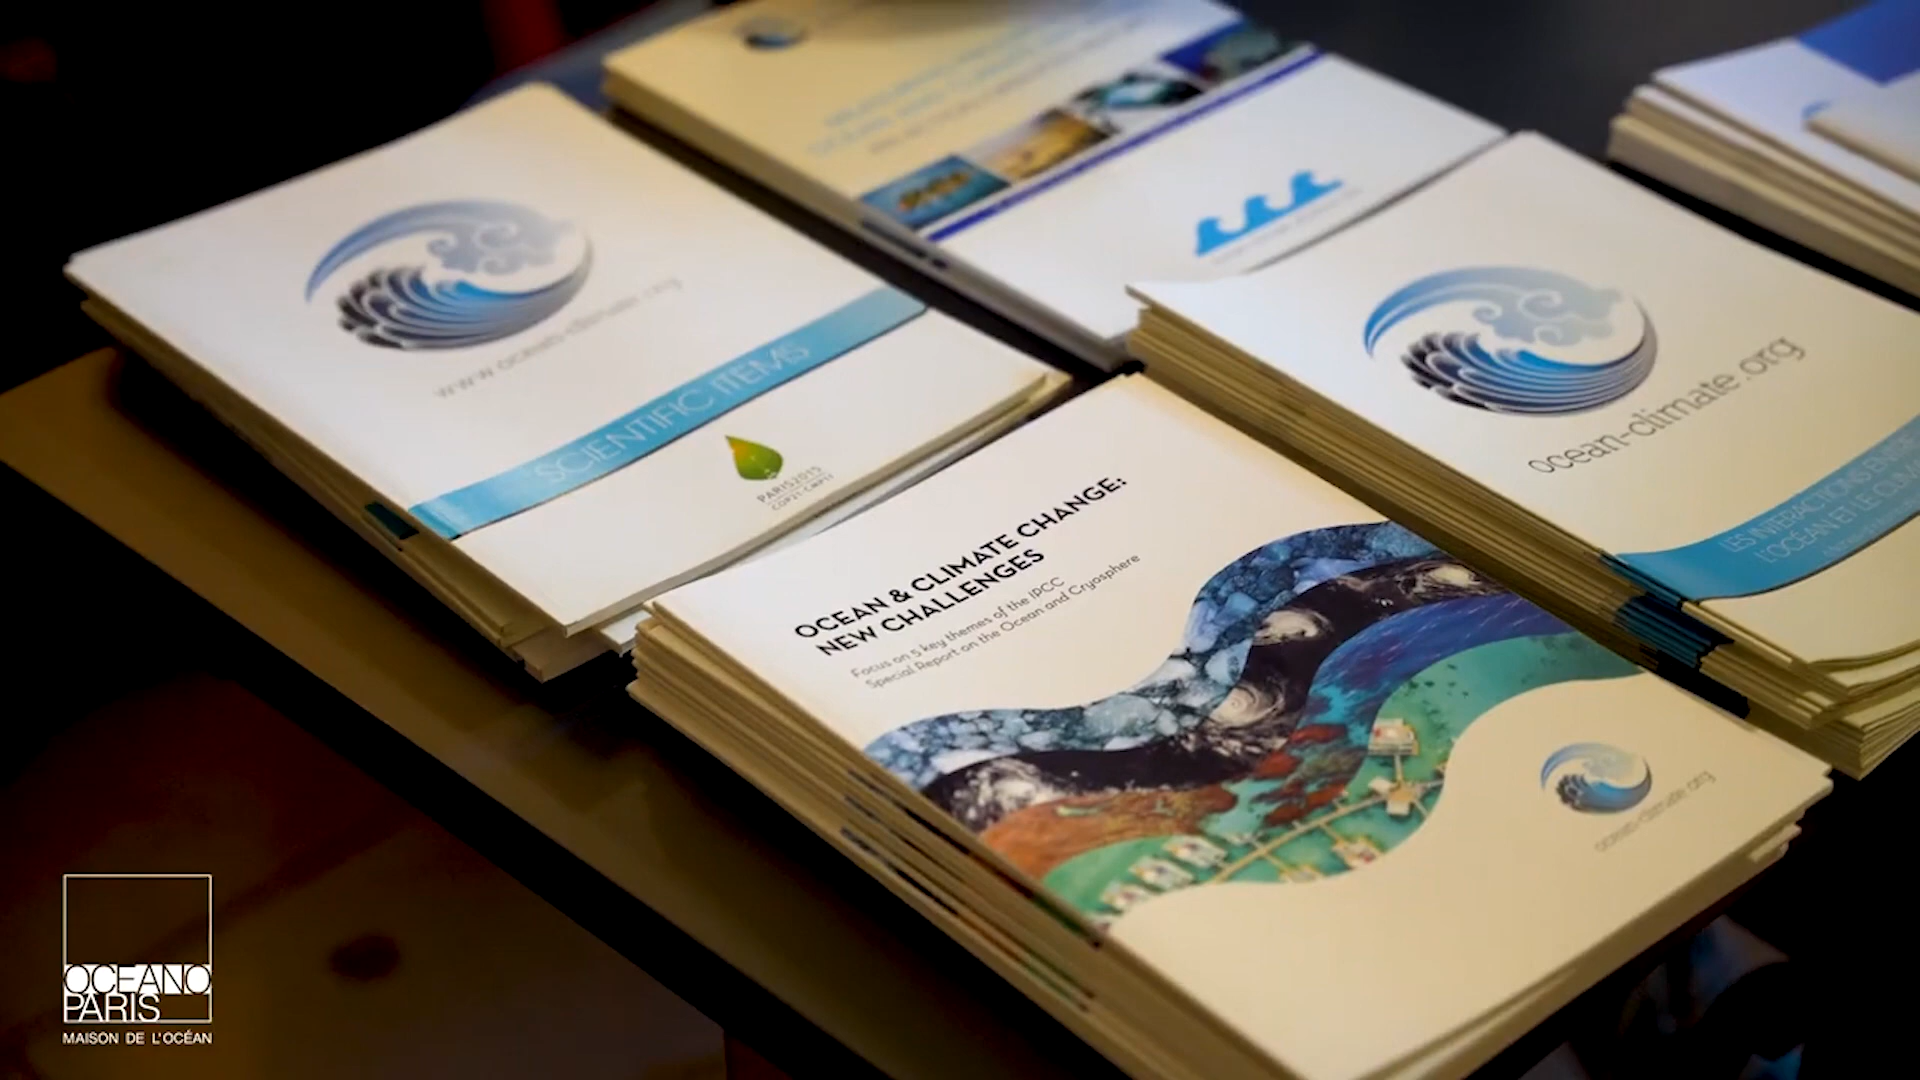 www.ocean-climate.org
SCIENTIFIC ITEMS
PARIS2015
COP21·CMP11
OCEAN & CLIMATE CHANGE:
NEW CHALLENGES
Focus on 5 key themes of the IPCC
Special Report on the Ocean and Cryosphere
ocean-climate.org
ocean-climate.org
LES INTERACTIONS ENTRE
L'OCÉAN ET LE CLIMAT
OCEANO
PARIS
MAISON DE L'OCÉAN